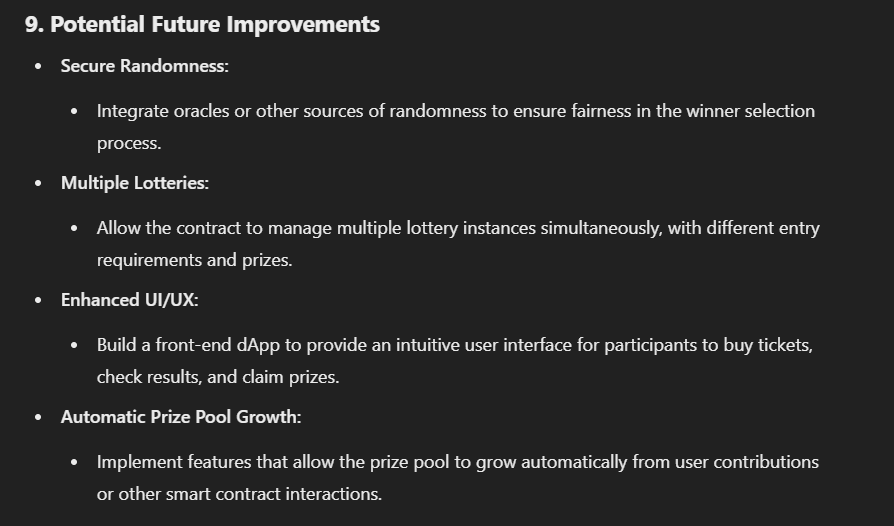 9. Potential Future Improvements
• Secure Randomness:
• Integrate oracles or other sources of randomness to ensure fairness in the winner selection
process.
• Multiple Lotteries:
• Allow the contract to manage multiple lottery instances simultaneously, with different entry
requirements and prizes.
• Enhanced UI/UX:
• Build a front-end dApp to provide an intuitive user interface for participants to buy tickets,
check results, and claim prizes.
• Automatic Prize Pool Growth:
• Implement features that allow the prize pool to grow automatically from user contributions
or other smart contract interactions.